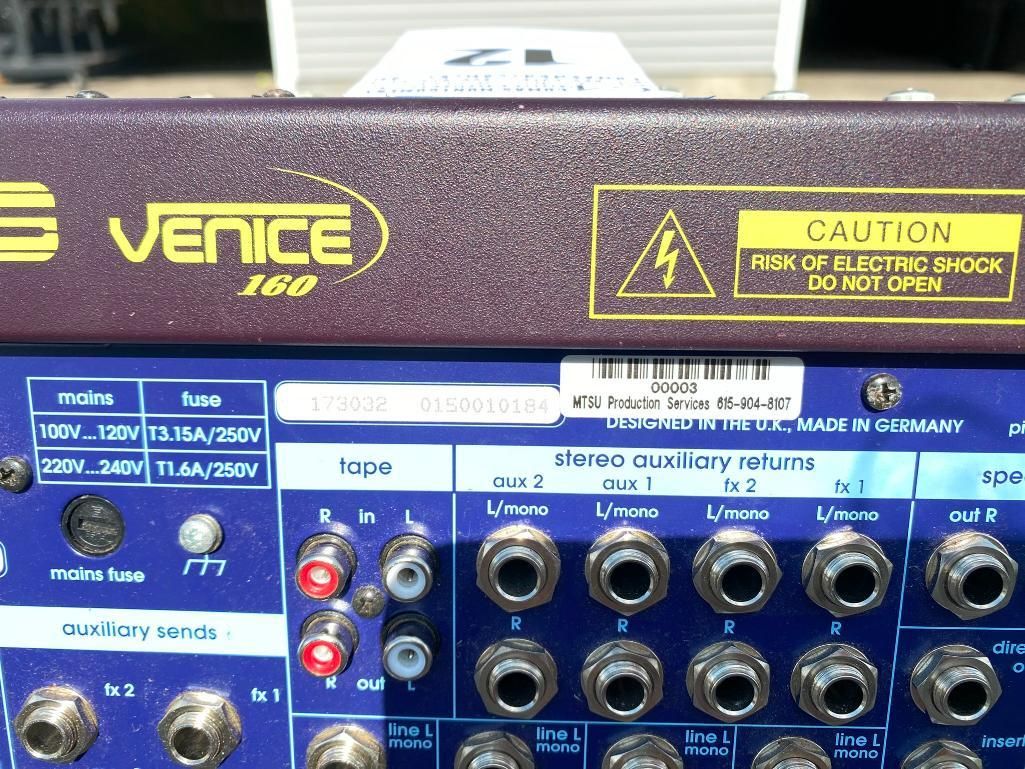 12
VENICE
160
CAUTION
RISK OF ELECTRIC SHOCK
DO NOT OPEN
00003
MTSU Production Services 615-904-8107
mains fuse
100V...120V T3.15A/250V
220V...240V T1.6A/250V
173032 0150010184
DESIGNED IN THE U.K., MADE IN GERMANY
tape
stereo auxiliary returns
aux 2 aux 1 fx 2 fx 1
L/mono L/mono L/mono L/mono
out R
R in L
mains fuse
R R R R
auxiliary sends
R out L
fx 2 fx 1
line L
mono
line L
mono
line L
mono
line L
mono